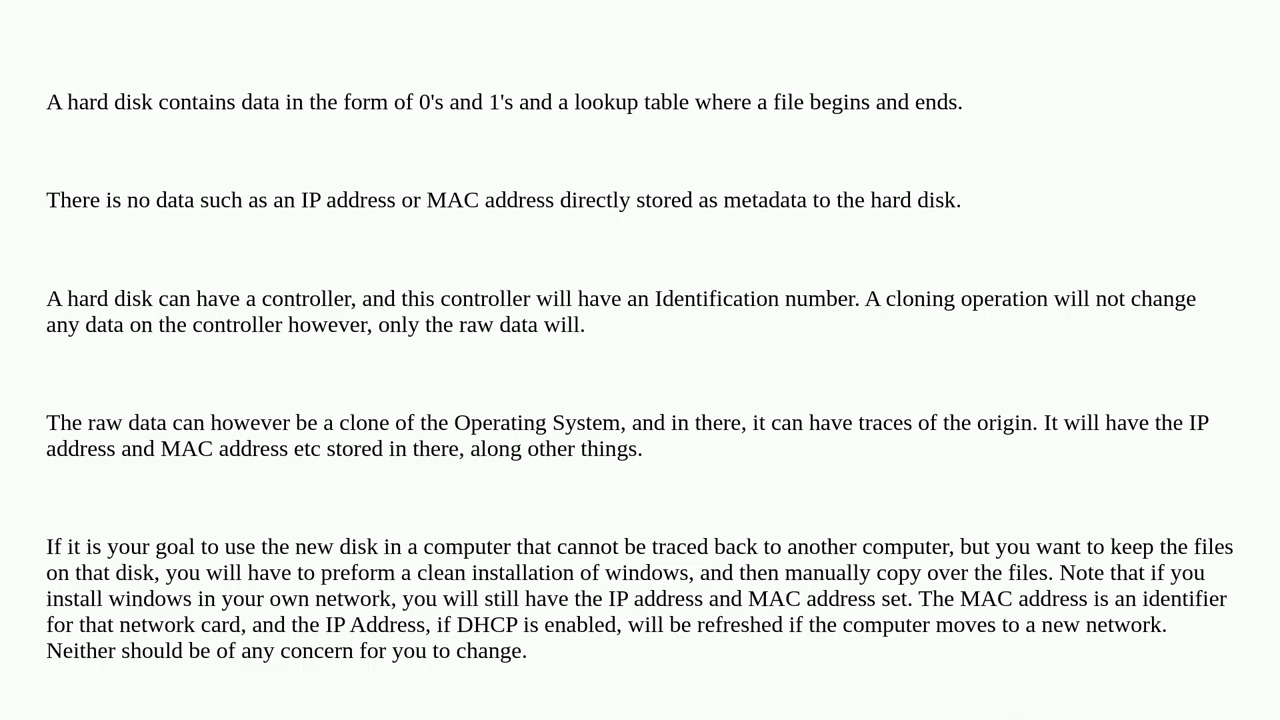 A hard disk contains data in the form of 0's and 1's and a lookup table where a file begins and ends.
There is no data such as an IP address or MAC address directly stored as metadata to the hard disk.
A hard disk can have a controller, and this controller will have an Identification number. A cloning operation will not change
any data on the controller however, only the raw data will.
The raw data can however be a clone of the Operating System, and in there, it can have traces of the origin. It will have the IP
address and MAC address etc stored in there, along other things.
If it is your goal to use the new disk in a computer that cannot be traced back to another computer, but you want to keep the files
on that disk, you will have to preform a clean installation of windows, and then manually copy over the files. Note that if you
install windows in your own network, you will still have the IP address and MAC address set. The MAC address is an identifier
for that network card, and the IP Address, if DHCP is enabled, will be refreshed if the computer moves to a new network.
Neither should be of any concern for you to change.